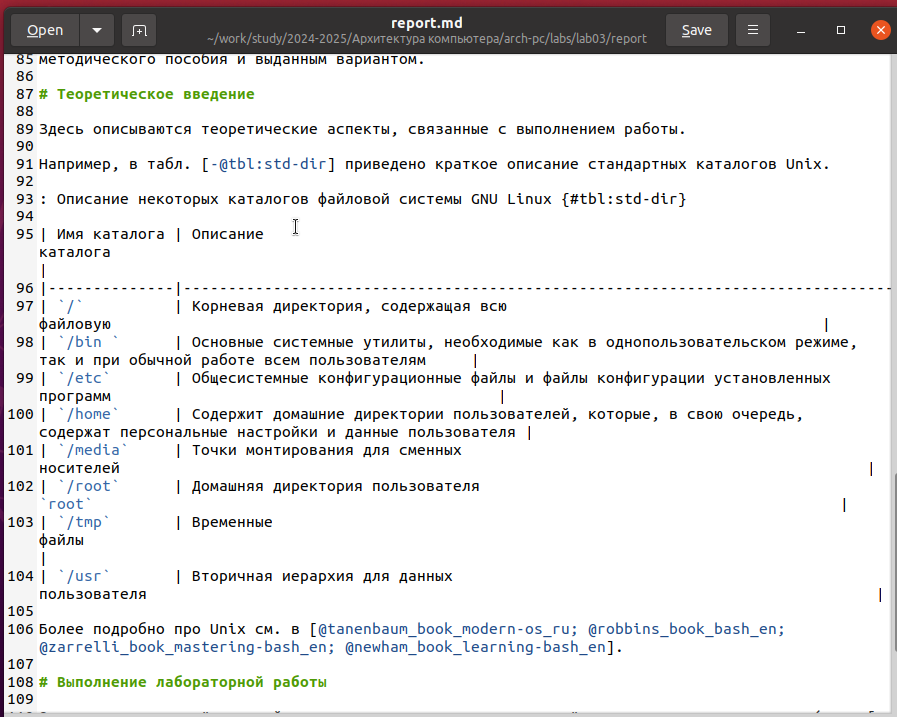 Open
report.md
~/work/study/2024-2025/Архитектура компьютера/arch-pc/labs/lab03/report
Save
85 методического пособия и выданным вариантом.
86
87 # Теоретическое введение
88
89 Здесь описываются теоретические аспекты, связанные с выполнением работы.
90
91 Например, в табл. [-@tbl:std-dir] приведено краткое описание стандартных каталогов Unix.
92
93 : Описание некоторых каталогов файловой системы GNU Linux {#tbl:std-dir}
94
95 | Имя каталога | Описание
каталога
|
96 |--------------|-------------------------------------------------------------------------------
97 | `/`          | Корневая директория, содержащая всю
файловую |
98 | `/bin `      | Основные системные утилиты, необходимые как в однопользовательском режиме,
так и при обычной работе всем пользователям     |
99 | `/etc`       | Общесистемные конфигурационные файлы и файлы конфигурации установленных
программ |
100 | `/home`      | Содержит домашние директории пользователей, которые, в свою очередь,
содержат персональные настройки и данные пользователя |
101 | `/media`     | Точки монтирования для сменных
носителей |
102 | `/root`      | Домашняя директория пользователя
`root` |
103 | `/tmp`       | Временные
файлы
|
104 | `/usr`       | Вторичная иерархия для данных
пользователя |
105
106 Более подробно про Unix см. в [@tanenbaum_book_modern-os_ru; @robbins_book_bash_en;
@zarrelli_book_mastering-bash_en; @newham_book_learning-bash_en].
107
108 # Выполнение лабораторной работы
109